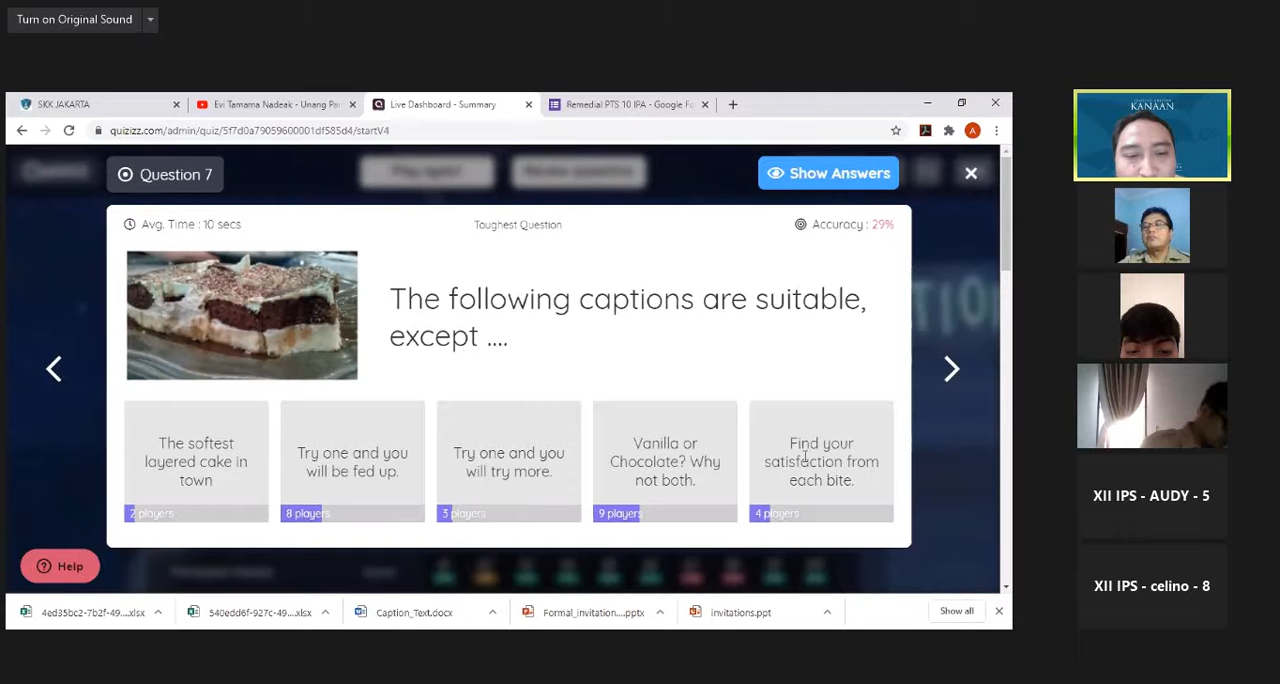 Turn on Original Sound
SKK JAKARTA
Evi Tamama Nadeak - Unang Pa
Live Dashboard - Summary
Remedial PTS 10 IPA - Google Fo
quizizz.com/admin/quiz/5f7d0a79059600001df585d4/startV4
A
Question 7
Show Answers
Avg. Time : 10 secs
Toughest Question
Accuracy : 29%
The following captions are suitable,
except ....
The softest
layered cake in
town
2 players
Try one and you
will be fed up.
8 players
Try one and you
will try more.
3 players
Vanilla or
Chocolate? Why
not both.
9 players
Find your
satisfaction from
each bite.
4 players
Help
4ed35bc2-7b2f-49....xlsx
540edd6f-927c-49....xlsx
Caption_Text.docx
Formal_invitation....pptx
invitations.ppt
Show all
KANAAN
XII IPS - AUDY - 5
XII IPS - celino - 8